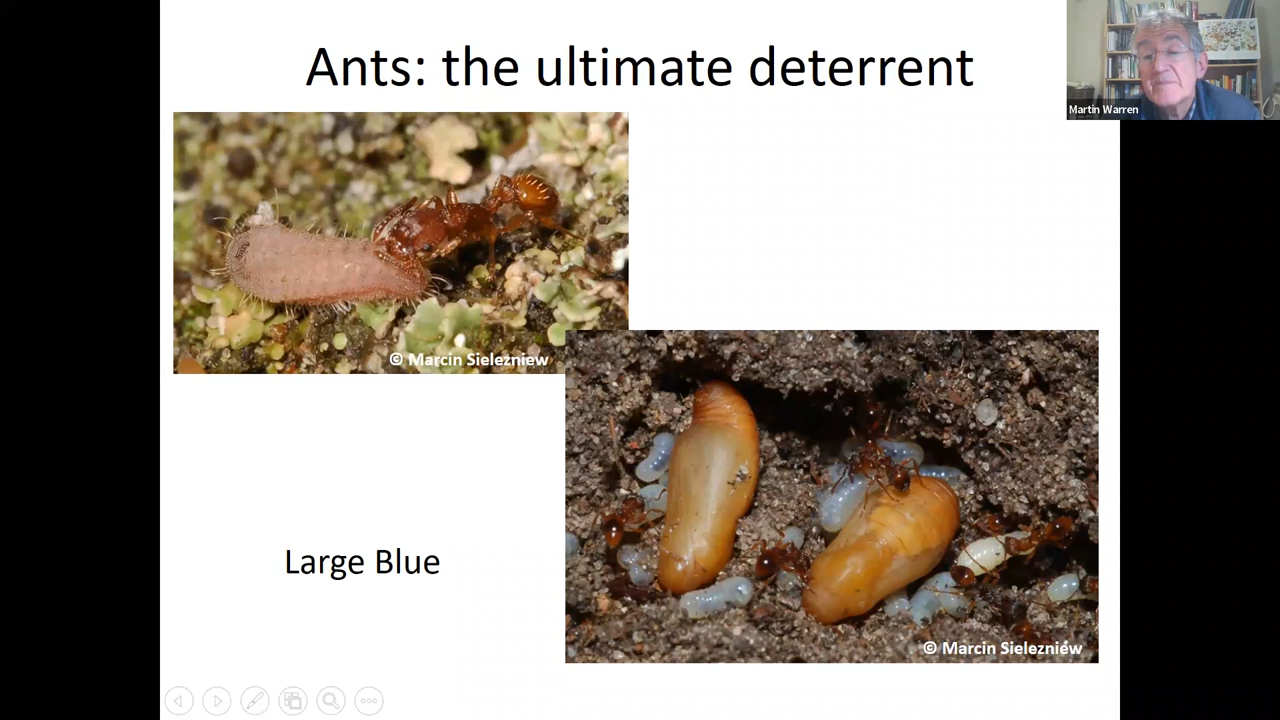 Ants: the ultimate deterrent
Martin Warren
© Marcin Sielezniew
Large Blue
© Marcin Sielezniew